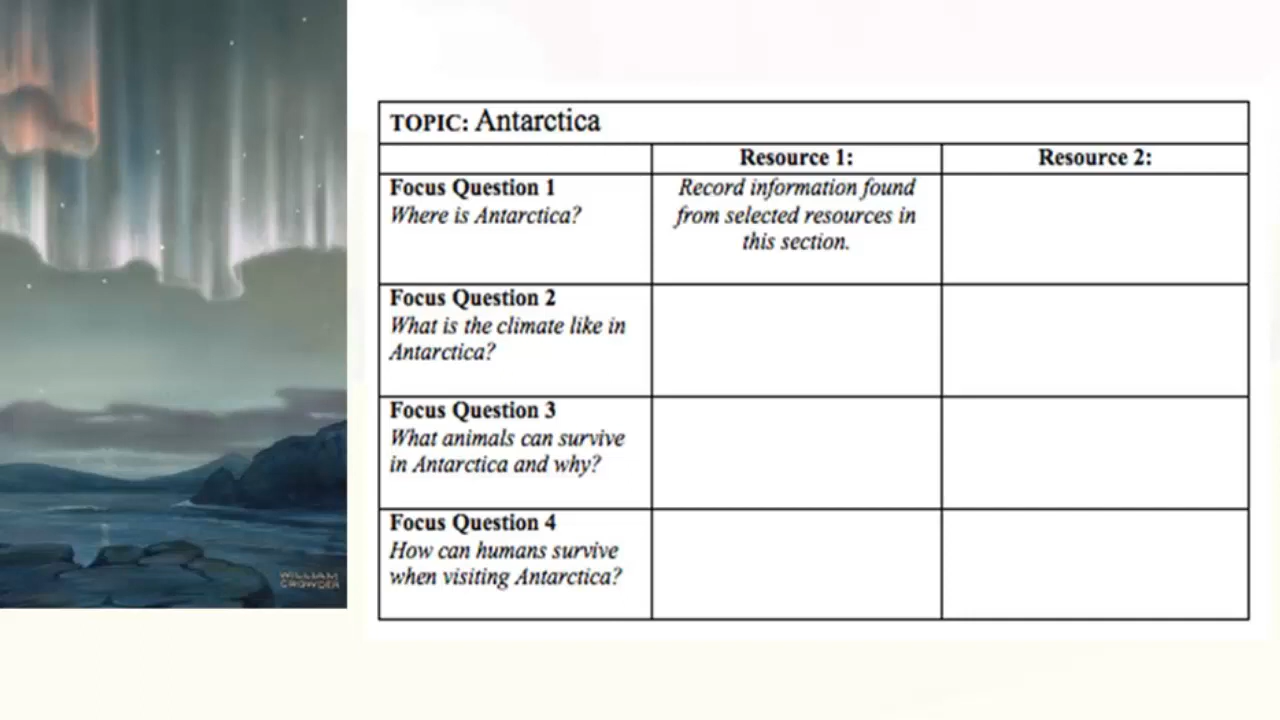 TOPIC: Antarctica
Resource 1:
Resource 2:
Focus Question 1
Where is Antarctica?
Record information found
from selected resources in
this section.
Focus Question 2
What is the climate like in
Antarctica?
Focus Question 3
What animals can survive
in Antarctica and why?
Focus Question 4
How can humans survive
when visiting Antarctica?
WILLIAM
CROWDER